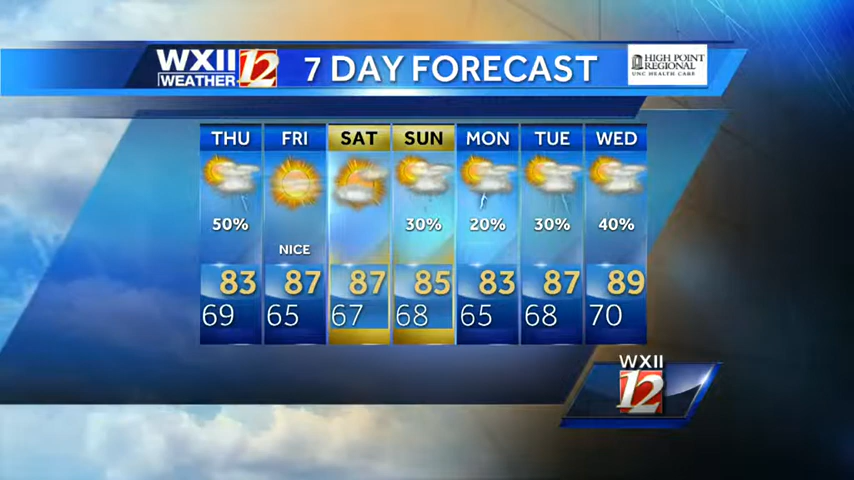 WXII 12
WEATHER
7 DAY FORECAST
HIGH POINT
REGIONAL
UNC HEALTH CARE
THU FRI SAT SUN MON TUE WED
50% 30% 20% 30% 40%
NICE
83 87 87 85 83 87 89
69 65 67 68 65 68 70
WXII
12